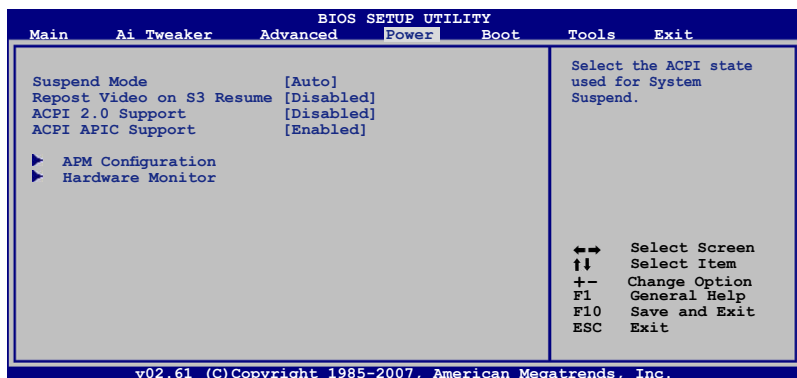 BIOS SETUP UTILITY
Main Ai Tweaker Advanced Power Boot Tools Exit
Suspend Mode [Auto]
Repost Video on S3 Resume [Disabled]
ACPI 2.0 Support [Disabled]
ACPI APIC Support [Enabled]
APM Configuration
Hardware Monitor
Select the ACPI state
used for System
Suspend.
←→ Select Screen
↑↓ Select Item
+- Change Option
F1 General Help
F10 Save and Exit
ESC Exit
v02.61 (C)Copyright 1985-2007, American Megatrends, Inc.